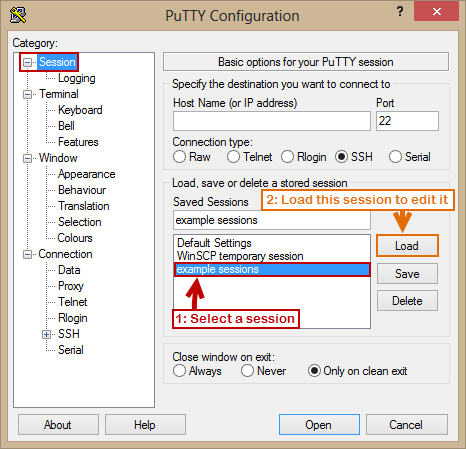 PuTTY Configuration
?
Category:
Session
Logging
Terminal
Keyboard
Bell
Features
Window
Appearance
Behaviour
Translation
Selection
Colours
Connection
Data
Proxy
Telnet
Rlogin
SSH
Serial
Basic options for your PuTTY session
Specify the destination you want to connect to
Host Name (or IP address) Port
22
Connection type:
Raw Telnet Rlogin SSH Serial
Load, save or delete a stored session
Saved Sessions
2: Load this session to edit it
example sessions
Default Settings
WinSCP temporary session
example sessions
1: Select a session
Load
Save
Delete
Close window on exit:
Always Never Only on clean exit
About Help Open Cancel